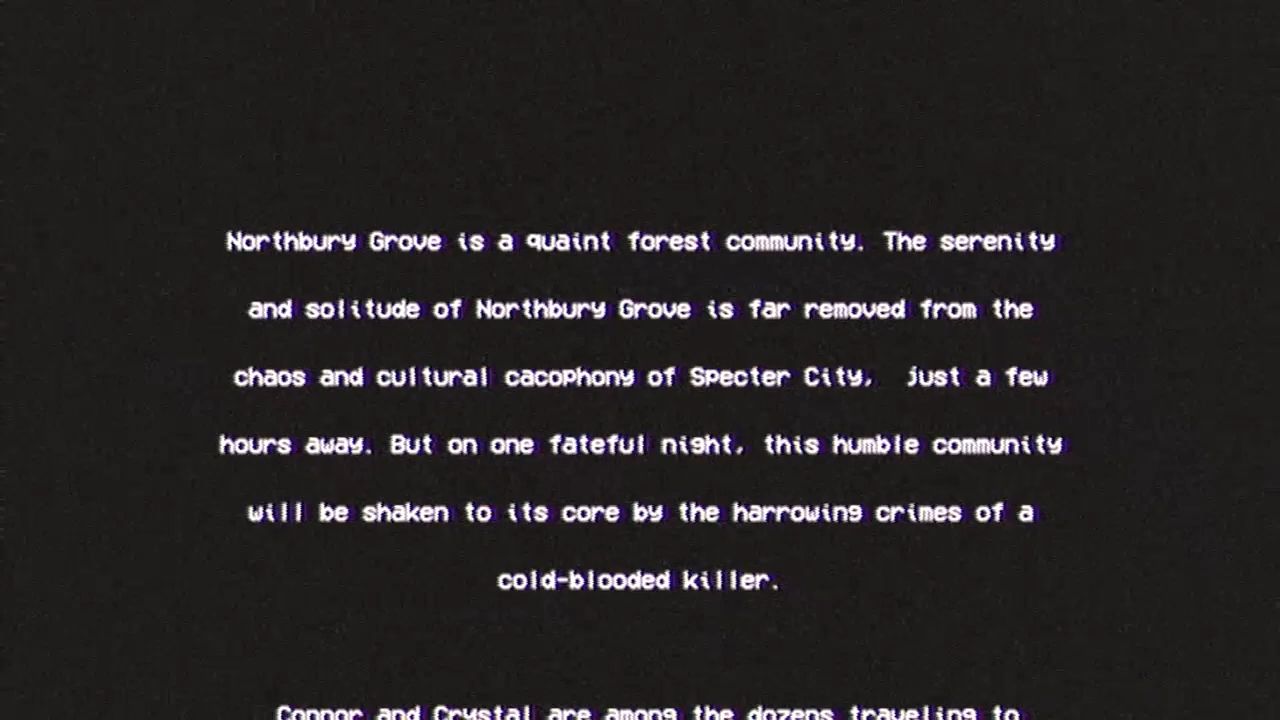 Northbury Grove is a quaint forest community. The serenity
and solitude of Northbury Grove is far removed from the
chaos and cultural cacophony of Specter City, just a few
hours away. But on one fateful night, this humble community
will be shaken to its core by the harrowing crimes of a
cold-blooded killer.
Connor and Crystal are among the dozens traveling to